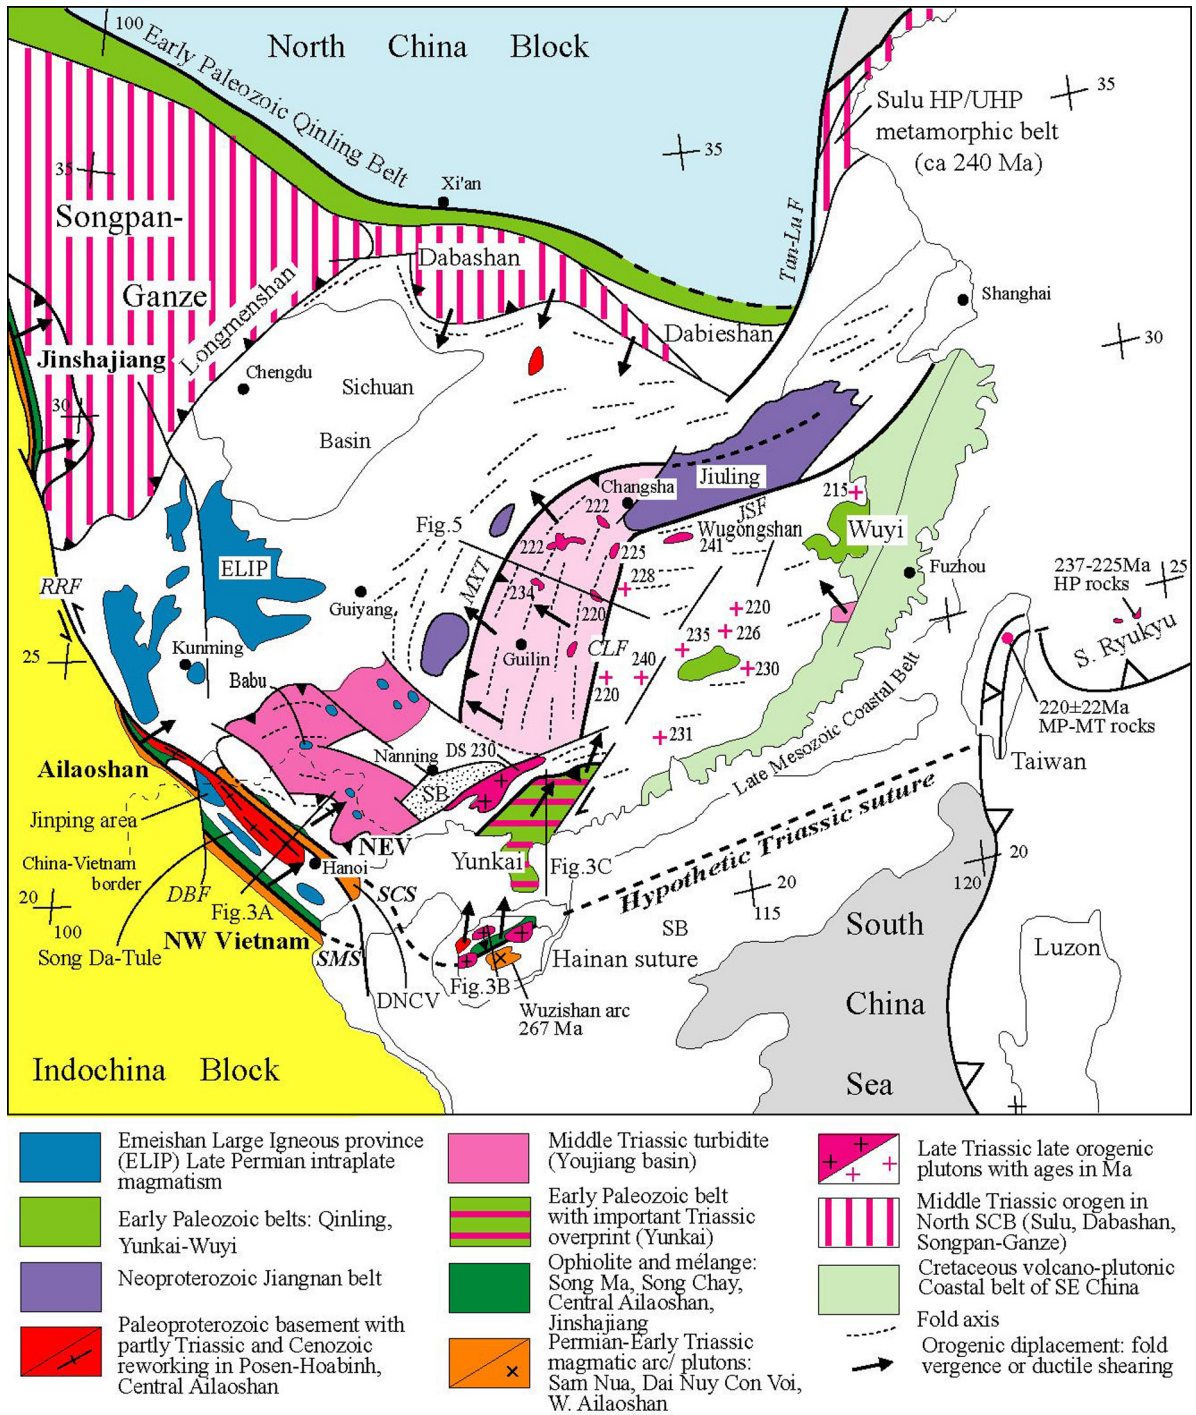 100
North China Block
Early Paleozoic Qinling Belt
35
Sulu HP/UHP
metamorphic belt
(ca 240 Ma)
35
35
Xi'an
Songpan-
Ganze
Tan-Lu F
Dabashan
Longmenshan
Shanghai
Dabieshan
30
Jinshajiang
Chengdu
Sichuan
Basin
30
Jiuling
Changsha
215
222
JSF
Wugongshan
Wuyi
Fig.5
222
225
241
237-225Ma
HP rocks
25
ELIP
MXT
228
Fuzhou
RRF
234
Guiyang
220
220
S. Ryukyu
226
235
CLF
Kunming
Guilin
25
240
230
Babu
220
220±22Ma
MP-MT rocks
231
Late Mesozoic Coastal Belt
Nanning
DS 230
Taiwan
Ailaoshan
SB
Jinping area
Hypothetic Triassic suture
NEV
Yunkai
China-Vietnam
border
Hanoi
Fig.3C
20
DBF
SCS
20
120
20
Fig.3A
115
100
NW Vietnam
South
SB
Song Da-Tule
SMS
Hainan suture
Luzon
Fig.3B
DNCV
Wuzishan arc
267 Ma
China
Indochina Block
Sea
Emeishan Large Igneous province
(ELIP) Late Permian intraplate
magmatism
Early Paleozoic belts: Qinling,
Yunkai-Wuyi
Neoproterozoic Jiangnan belt
Paleoproterozoic basement with
partly Triassic and Cenozoic
reworking in Posen-Hoabinh,
Central Ailaoshan
Middle Triassic turbidite
(Youjiang basin)
Early Paleozoic belt
with important Triassic
overprint (Yunkai)
Ophiolite and mélange:
Song Ma, Song Chay,
Central Ailaoshan,
Jinshajiang
Permian-Early Triassic
magmatic arc/ plutons:
Sam Nua, Dai Nuy Con Voi,
W. Ailaoshan
Late Triassic late orogenic
plutons with ages in Ma
Middle Triassic orogen in
North SCB (Sulu, Dabashan,
Songpan-Ganze)
Cretaceous volcano-plutonic
Coastal belt of SE China
Fold axis
Orogenic diplacement: fold
vergence or ductile shearing